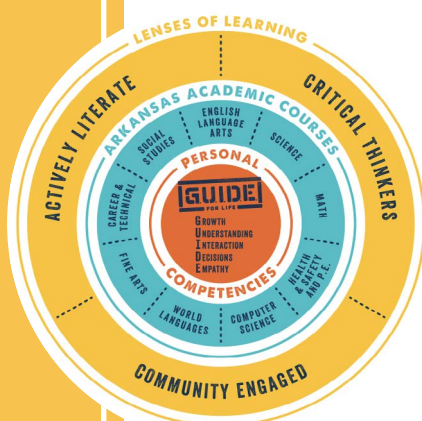 LENSES OF LEARNING
ACTIVELY LITERATE
CRITICAL THINKERS
COMMUNITY ENGAGED
ARKANSAS ACADEMIC COURSES
ENGLISH
LANGUAGE
ARTS
SCIENCE
MATH
HEALTH
& SAFETY
AND P.E.
COMPUTER
SCIENCE
WORLD
LANGUAGES
FINE ARTS
CAREER &
TECHNICAL
SOCIAL
STUDIES
PERSONAL
COMPETENCIES
GUIDE
FOR LIFE
GROWTH
UNDERSTANDING
INTERACTION
DECISIONS
EMPATHY